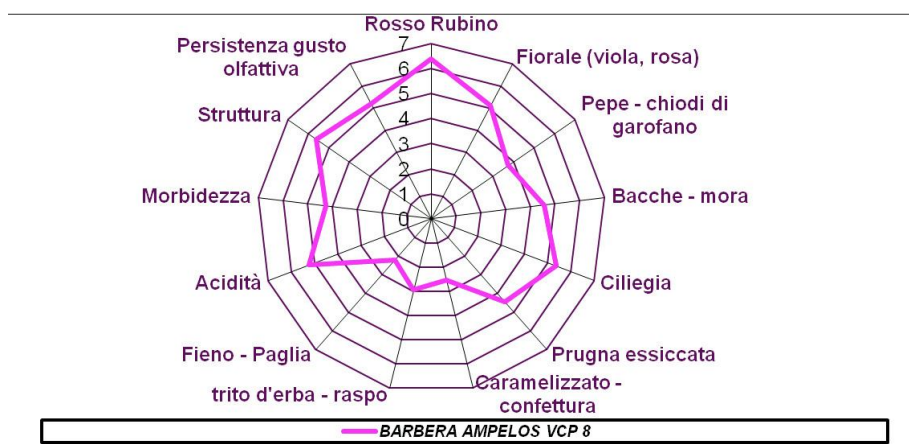 Rosso Rubino
Fiorale (viola, rosa)
Pepe - chiodi di
garofano
Bacche - mora
Ciliegia
Prugna essiccata
Caramelizzato -
confettura
trito d'erba - raspo
Fieno - Paglia
Acidità
Morbidezza
Struttura
Persistenza gusto
olfattiva
7
6
5
4
3
2
1
0
BARBERA AMPELOS VCP 8